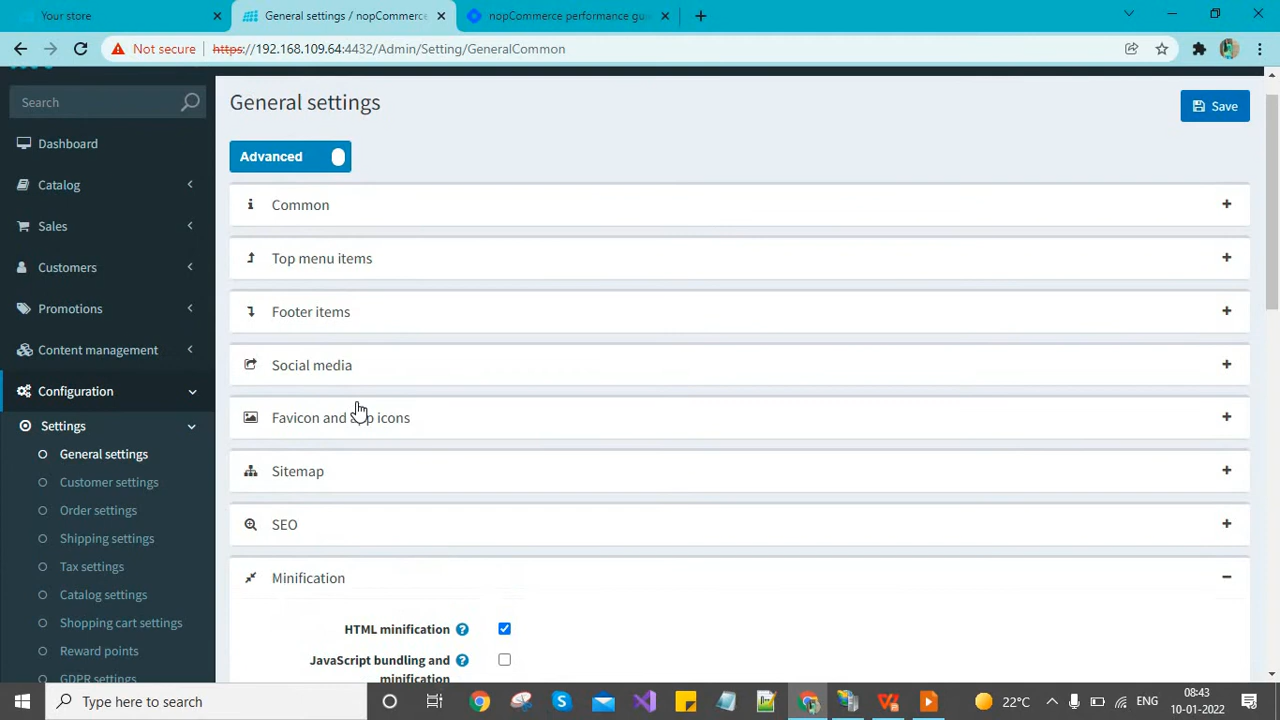 Your store
General settings / nopCommerce
nopCommerce performance gu
Not secure
https://192.168.109.64:4432/Admin/Setting/GeneralCommon
Search
General settings
Save
Dashboard
Advanced
Catalog
Common
Sales
Top menu items
Customers
Promotions
Footer items
Content management
Social media
Configuration
Favicon and app icons
Settings
General settings
Sitemap
Customer settings
Order settings
SEO
Shipping settings
Tax settings
Minification
Catalog settings
Shopping cart settings
HTML minification
Reward points
JavaScript bundling and
minification
GDPR settings
Type here to search
22°C
ENG
08:43
10-01-2022